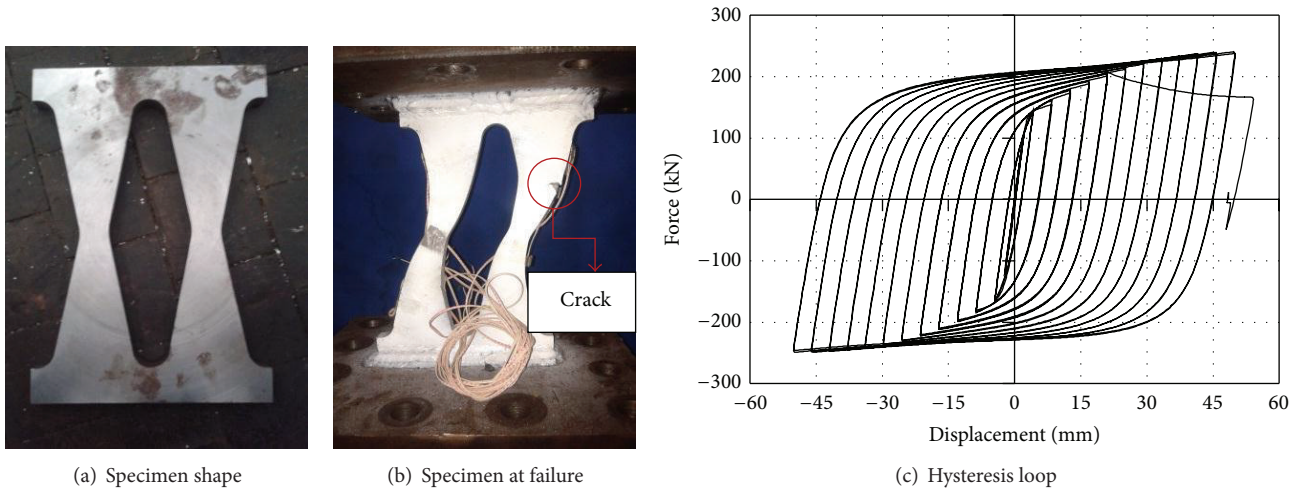 Crack
(a) Specimen shape
(b) Specimen at failure
300
200
100
0
−100
−200
−300
−60
−45
−30
−15
0
15
30
45
60
Force (kN)
Displacement (mm)
(c) Hysteresis loop